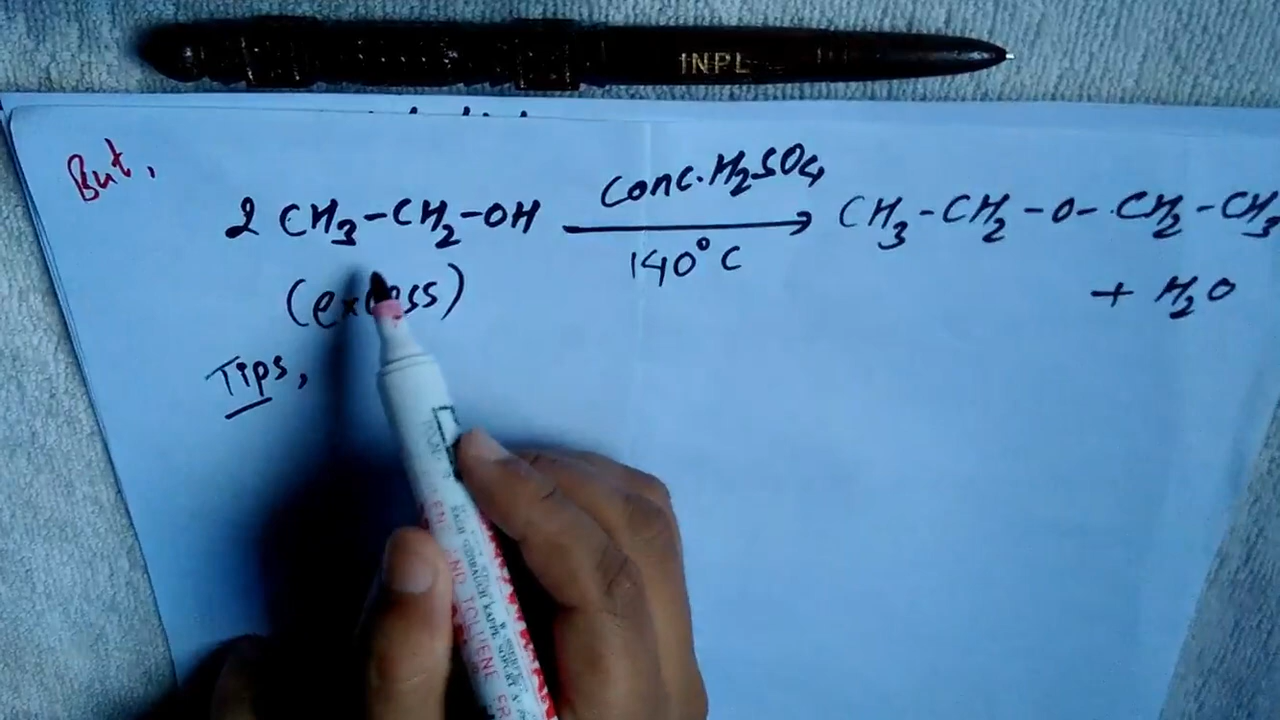 INPL
But,
Conc. H₂SO₄
2 CH₃-CH₂-OH ⟶ CH₃-CH₂-O-CH₂-CH₃
140°C
(excess) + H₂O
Tips,